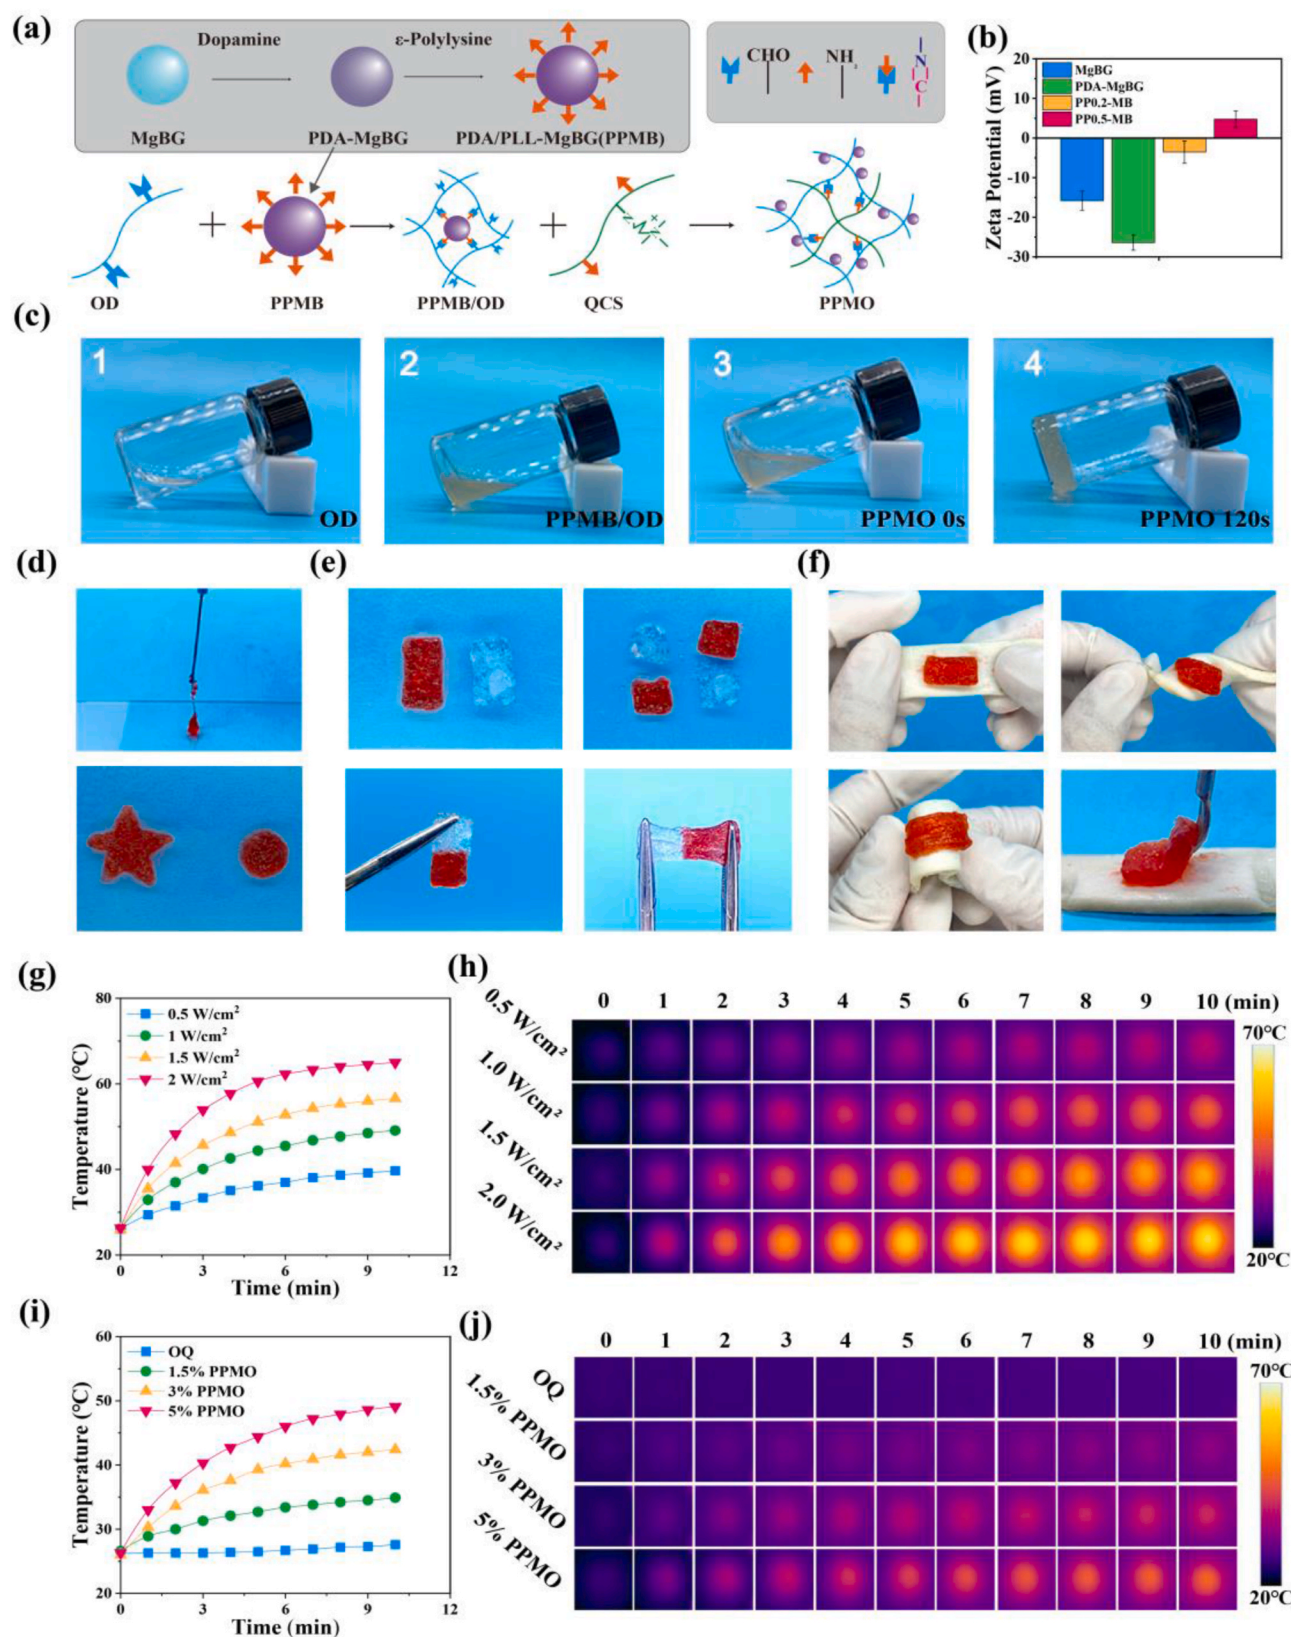 (a)
Dopamine
ε-Polylysine
MgBG
PDA-MgBG
PDA/PLL-MgBG(PPMB)
CHO
NH
N
C
OD
PPMB
PPMB/OD
QCS
PPMO
(b)
Zeta Potential (mV)
20
10
0
-10
-20
-30
MgBG
PDA-MgBG
PP0.2-MB
PP0.5-MB
(c)
1
OD
2
PPMB/OD
3
PPMO 0s
4
PPMO 120s
(d)
(e)
(f)
(g)
Temperature (°C)
80
60
40
20
0.5 W/cm²
1 W/cm²
1.5 W/cm²
2 W/cm²
0 3 6 9 12
Time (min)
(h)
0 1 2 3 4 5 6 7 8 9 10 (min)
0.5 W/cm²
1.0 W/cm²
1.5 W/cm²
2.0 W/cm²
70°C
20°C
(i)
Temperature (°C)
60
50
40
30
20
OQ
1.5% PPMO
3% PPMO
5% PPMO
0 3 6 9 12
Time (min)
(j)
0 1 2 3 4 5 6 7 8 9 10 (min)
OQ
1.5% PPMO
3% PPMO
5% PPMO
70°C
20°C